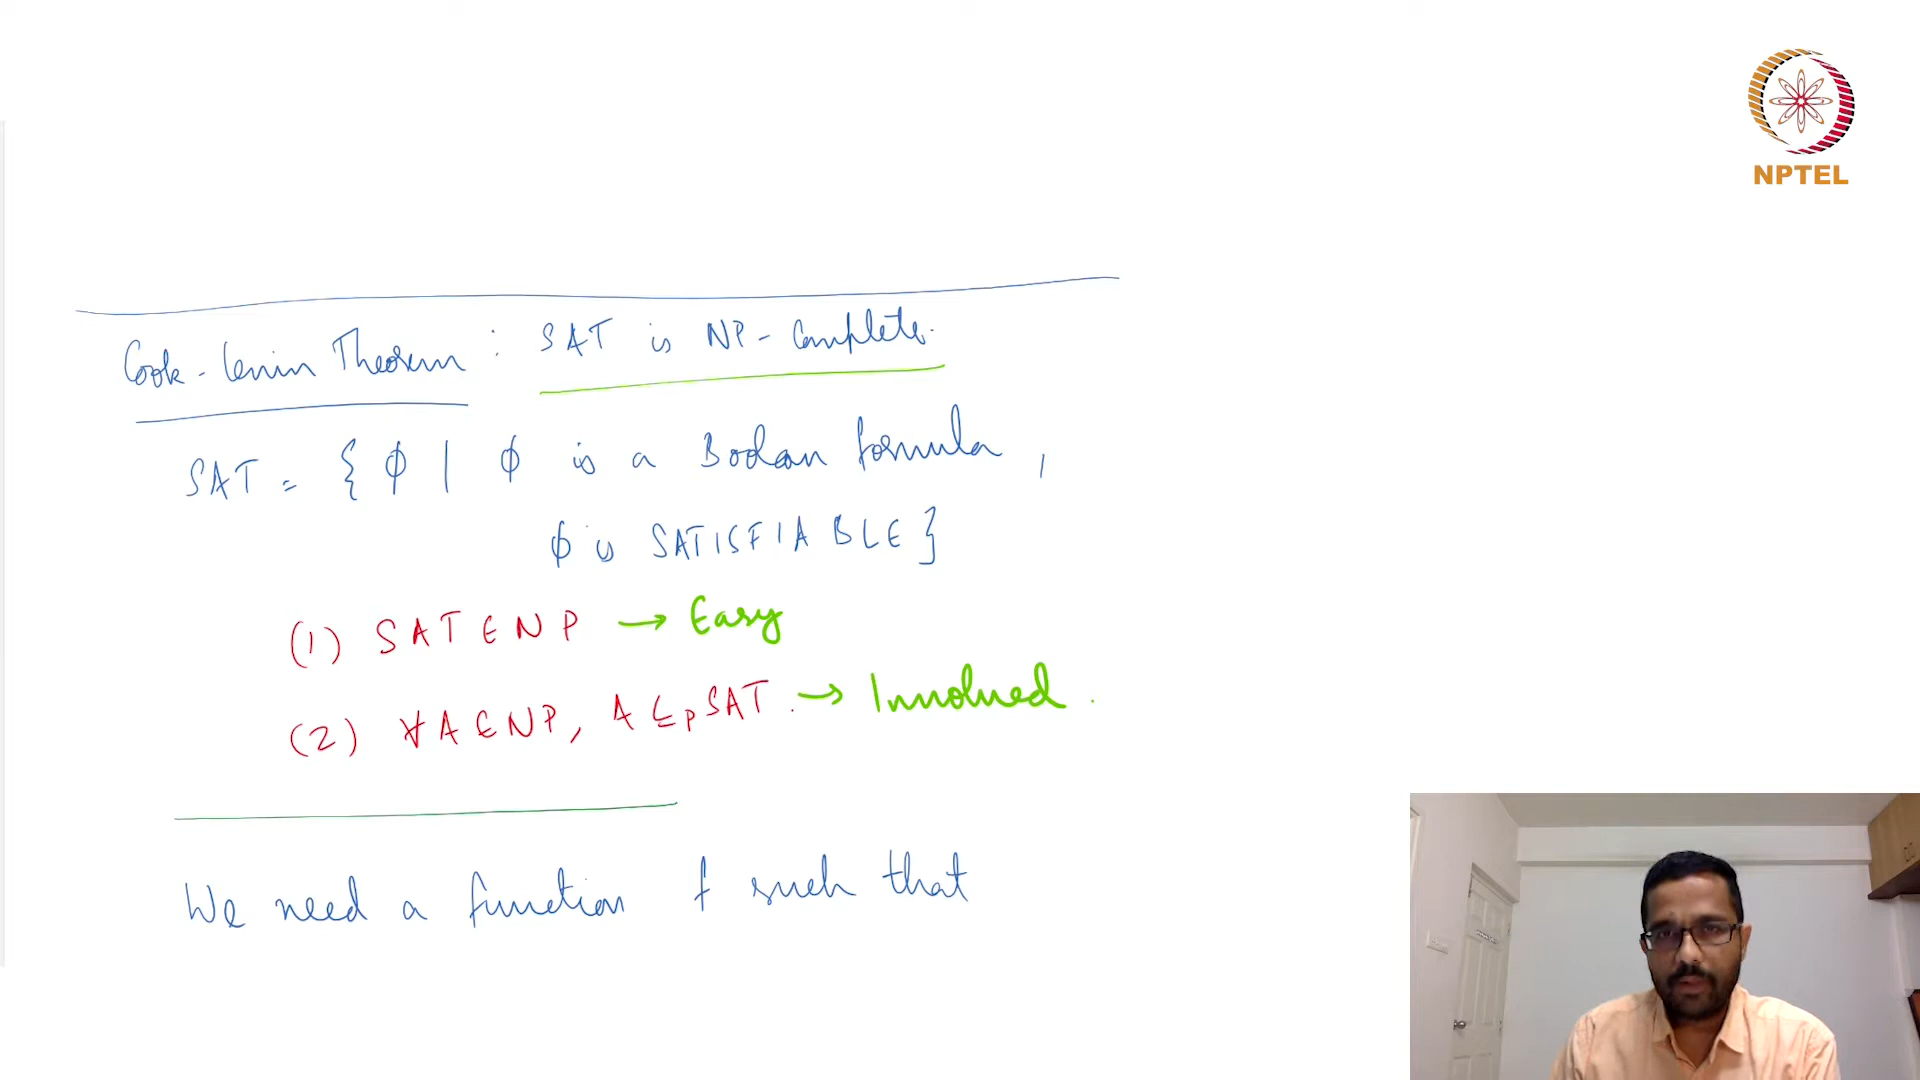 NPTEL
Cook-Levin Theorem : SAT is NP-Complete.
SAT = { ϕ | ϕ is a Boolean formula ,
ϕ is SATISFIABLE }
(1) SAT ∈ NP → Easy
(2) ∀A ∈ NP, A ≤p SAT. → Involved.
We need a function f such that